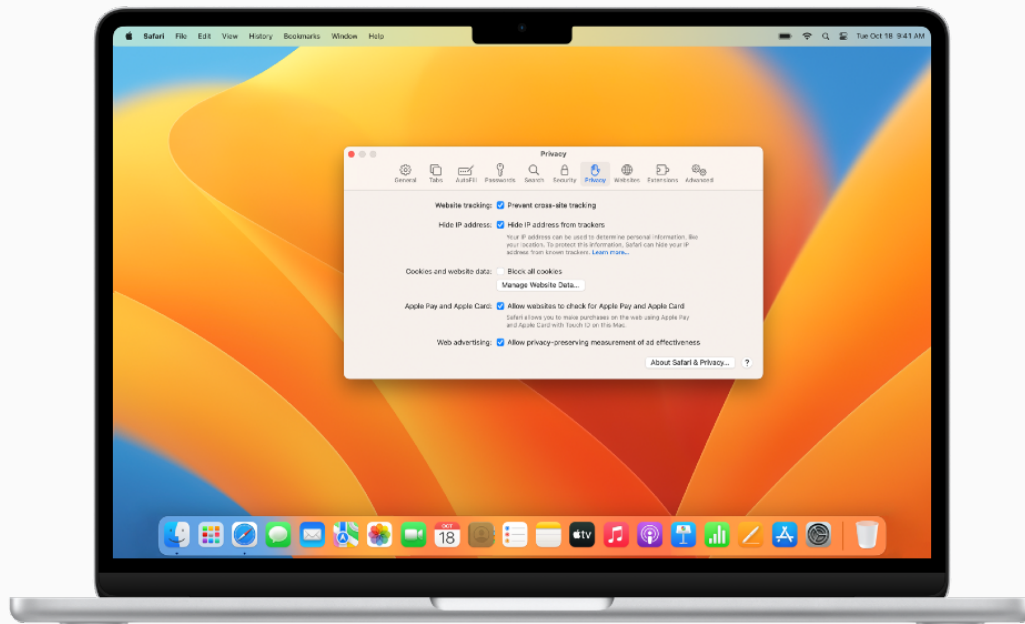 Safari File Edit View History Bookmarks Window Help
Tue Oct 18 9:41 AM
Privacy
General Tabs AutoFill Passwords Search Security Privacy Websites Extensions Advanced
Website tracking: Prevent cross-site tracking
Hide IP address: Hide IP address from trackers
Your IP address can be used to determine personal information, like
your location. To protect this information, Safari can hide your IP
address from known trackers. Learn more...
Cookies and website data: Block all cookies
Manage Website Data...
Apple Pay and Apple Card: Allow websites to check for Apple Pay and Apple Card
Safari allows you to make purchases on the web using Apple Pay
and Apple Card with Touch ID on this Mac.
Web advertising: Allow privacy-preserving measurement of ad effectiveness
About Safari & Privacy... ?
OCT
18
tv